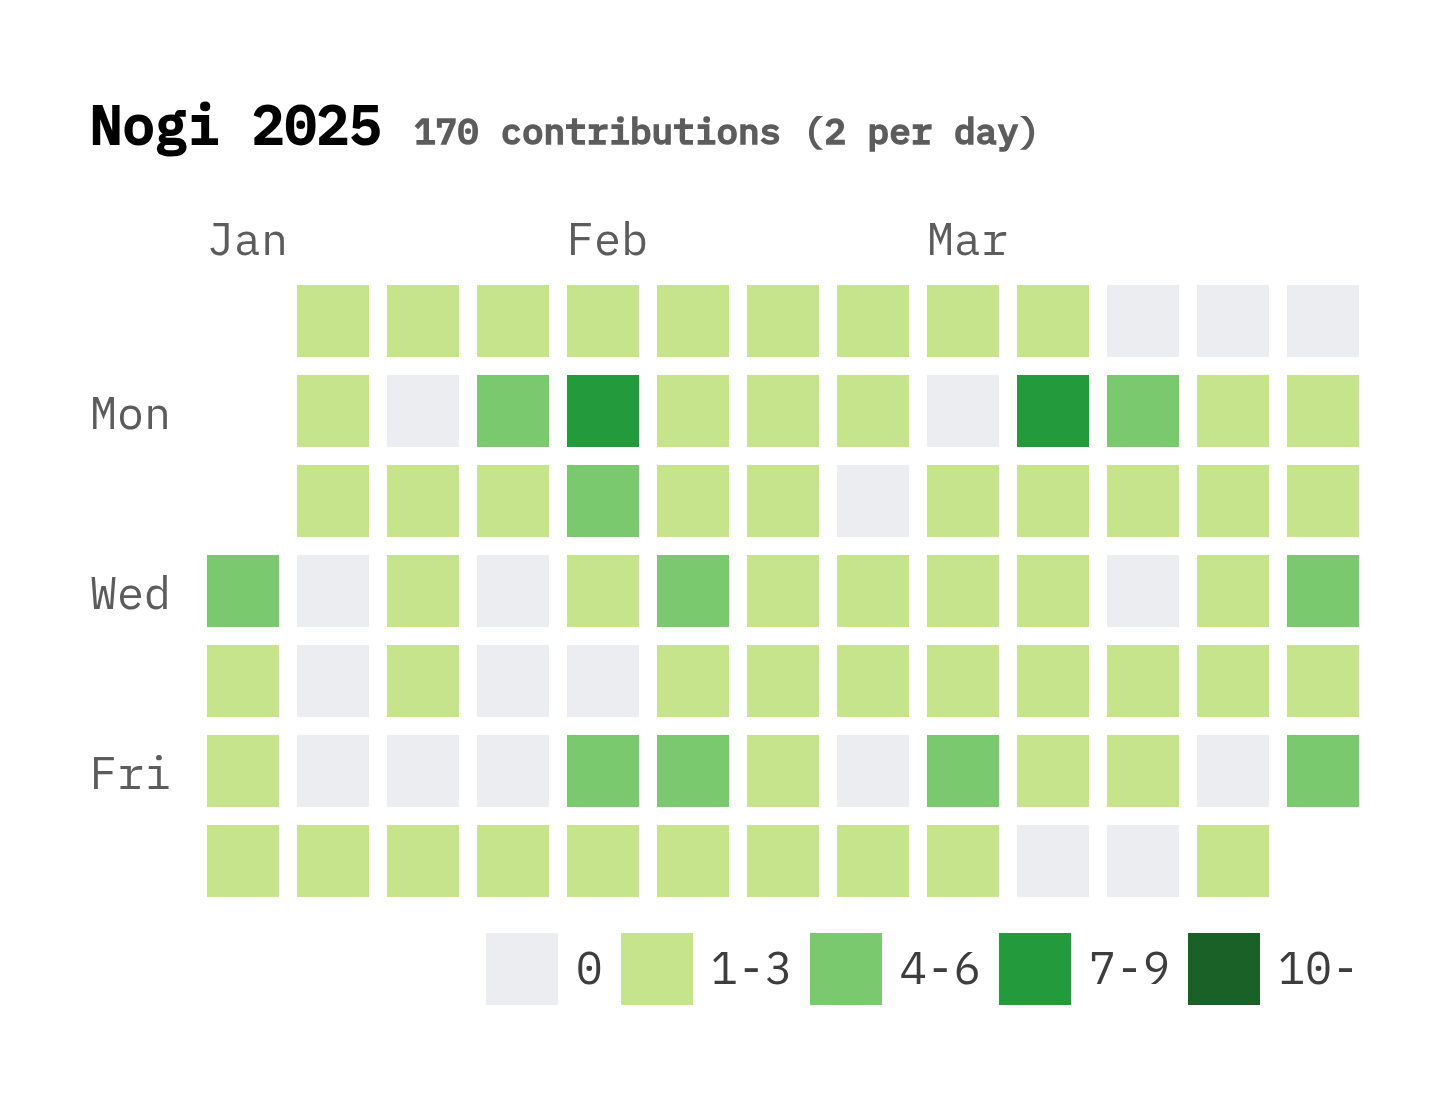 Nogi 2025 170 contributions (2 per day)
Jan Feb Mar
Mon
Wed
Fri
0 1-3 4-6 7-9 10-